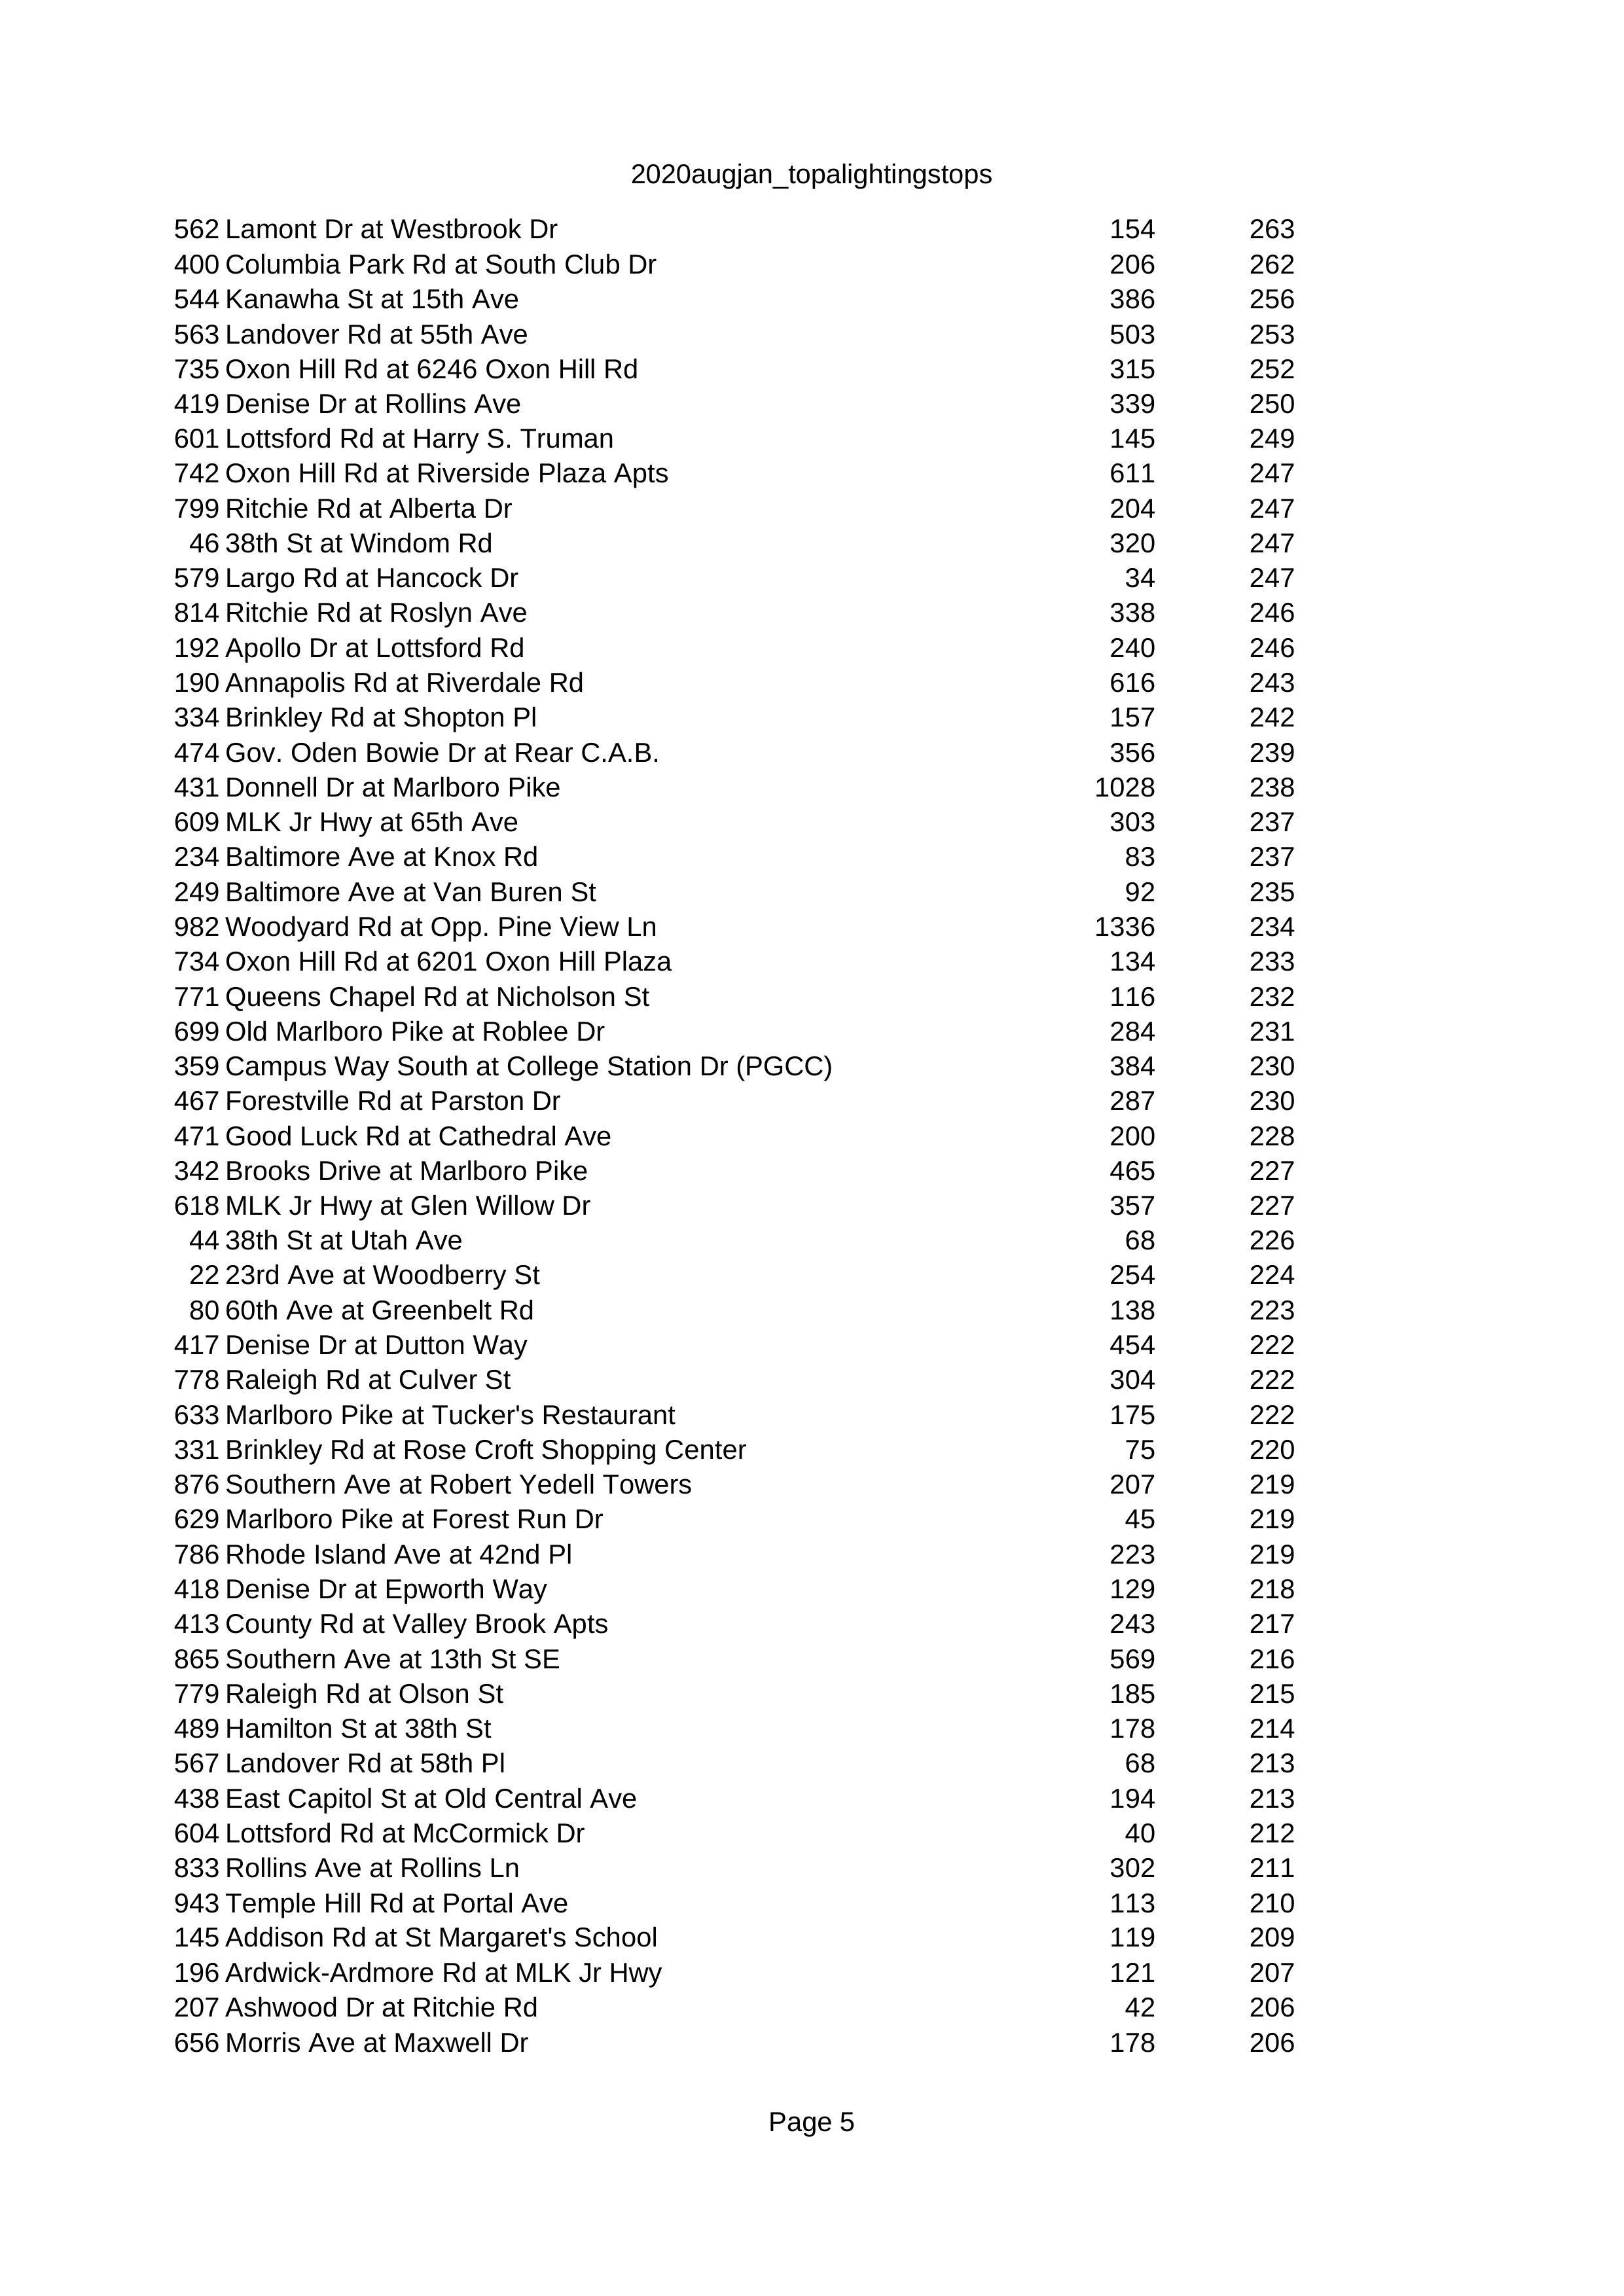 2020augjan_topalightingstops
562 Lamont Dr at Westbrook Dr 154 263
400 Columbia Park Rd at South Club Dr 206 262
544 Kanawha St at 15th Ave 386 256
563 Landover Rd at 55th Ave 503 253
735 Oxon Hill Rd at 6246 Oxon Hill Rd 315 252
419 Denise Dr at Rollins Ave 339 250
601 Lottsford Rd at Harry S. Truman 145 249
742 Oxon Hill Rd at Riverside Plaza Apts 611 247
799 Ritchie Rd at Alberta Dr 204 247
46 38th St at Windom Rd 320 247
579 Largo Rd at Hancock Dr 34 247
814 Ritchie Rd at Roslyn Ave 338 246
192 Apollo Dr at Lottsford Rd 240 246
190 Annapolis Rd at Riverdale Rd 616 243
334 Brinkley Rd at Shopton Pl 157 242
474 Gov. Oden Bowie Dr at Rear C.A.B. 356 239
431 Donnell Dr at Marlboro Pike 1028 238
609 MLK Jr Hwy at 65th Ave 303 237
234 Baltimore Ave at Knox Rd 83 237
249 Baltimore Ave at Van Buren St 92 235
982 Woodyard Rd at Opp. Pine View Ln 1336 234
734 Oxon Hill Rd at 6201 Oxon Hill Plaza 134 233
771 Queens Chapel Rd at Nicholson St 116 232
699 Old Marlboro Pike at Roblee Dr 284 231
359 Campus Way South at College Station Dr (PGCC) 384 230
467 Forestville Rd at Parston Dr 287 230
471 Good Luck Rd at Cathedral Ave 200 228
342 Brooks Drive at Marlboro Pike 465 227
618 MLK Jr Hwy at Glen Willow Dr 357 227
44 38th St at Utah Ave 68 226
22 23rd Ave at Woodberry St 254 224
80 60th Ave at Greenbelt Rd 138 223
417 Denise Dr at Dutton Way 454 222
778 Raleigh Rd at Culver St 304 222
633 Marlboro Pike at Tucker's Restaurant 175 222
331 Brinkley Rd at Rose Croft Shopping Center 75 220
876 Southern Ave at Robert Yedell Towers 207 219
629 Marlboro Pike at Forest Run Dr 45 219
786 Rhode Island Ave at 42nd Pl 223 219
418 Denise Dr at Epworth Way 129 218
413 County Rd at Valley Brook Apts 243 217
865 Southern Ave at 13th St SE 569 216
779 Raleigh Rd at Olson St 185 215
489 Hamilton St at 38th St 178 214
567 Landover Rd at 58th Pl 68 213
438 East Capitol St at Old Central Ave 194 213
604 Lottsford Rd at McCormick Dr 40 212
833 Rollins Ave at Rollins Ln 302 211
943 Temple Hill Rd at Portal Ave 113 210
145 Addison Rd at St Margaret's School 119 209
196 Ardwick-Ardmore Rd at MLK Jr Hwy 121 207
207 Ashwood Dr at Ritchie Rd 42 206
656 Morris Ave at Maxwell Dr 178 206
Page 5